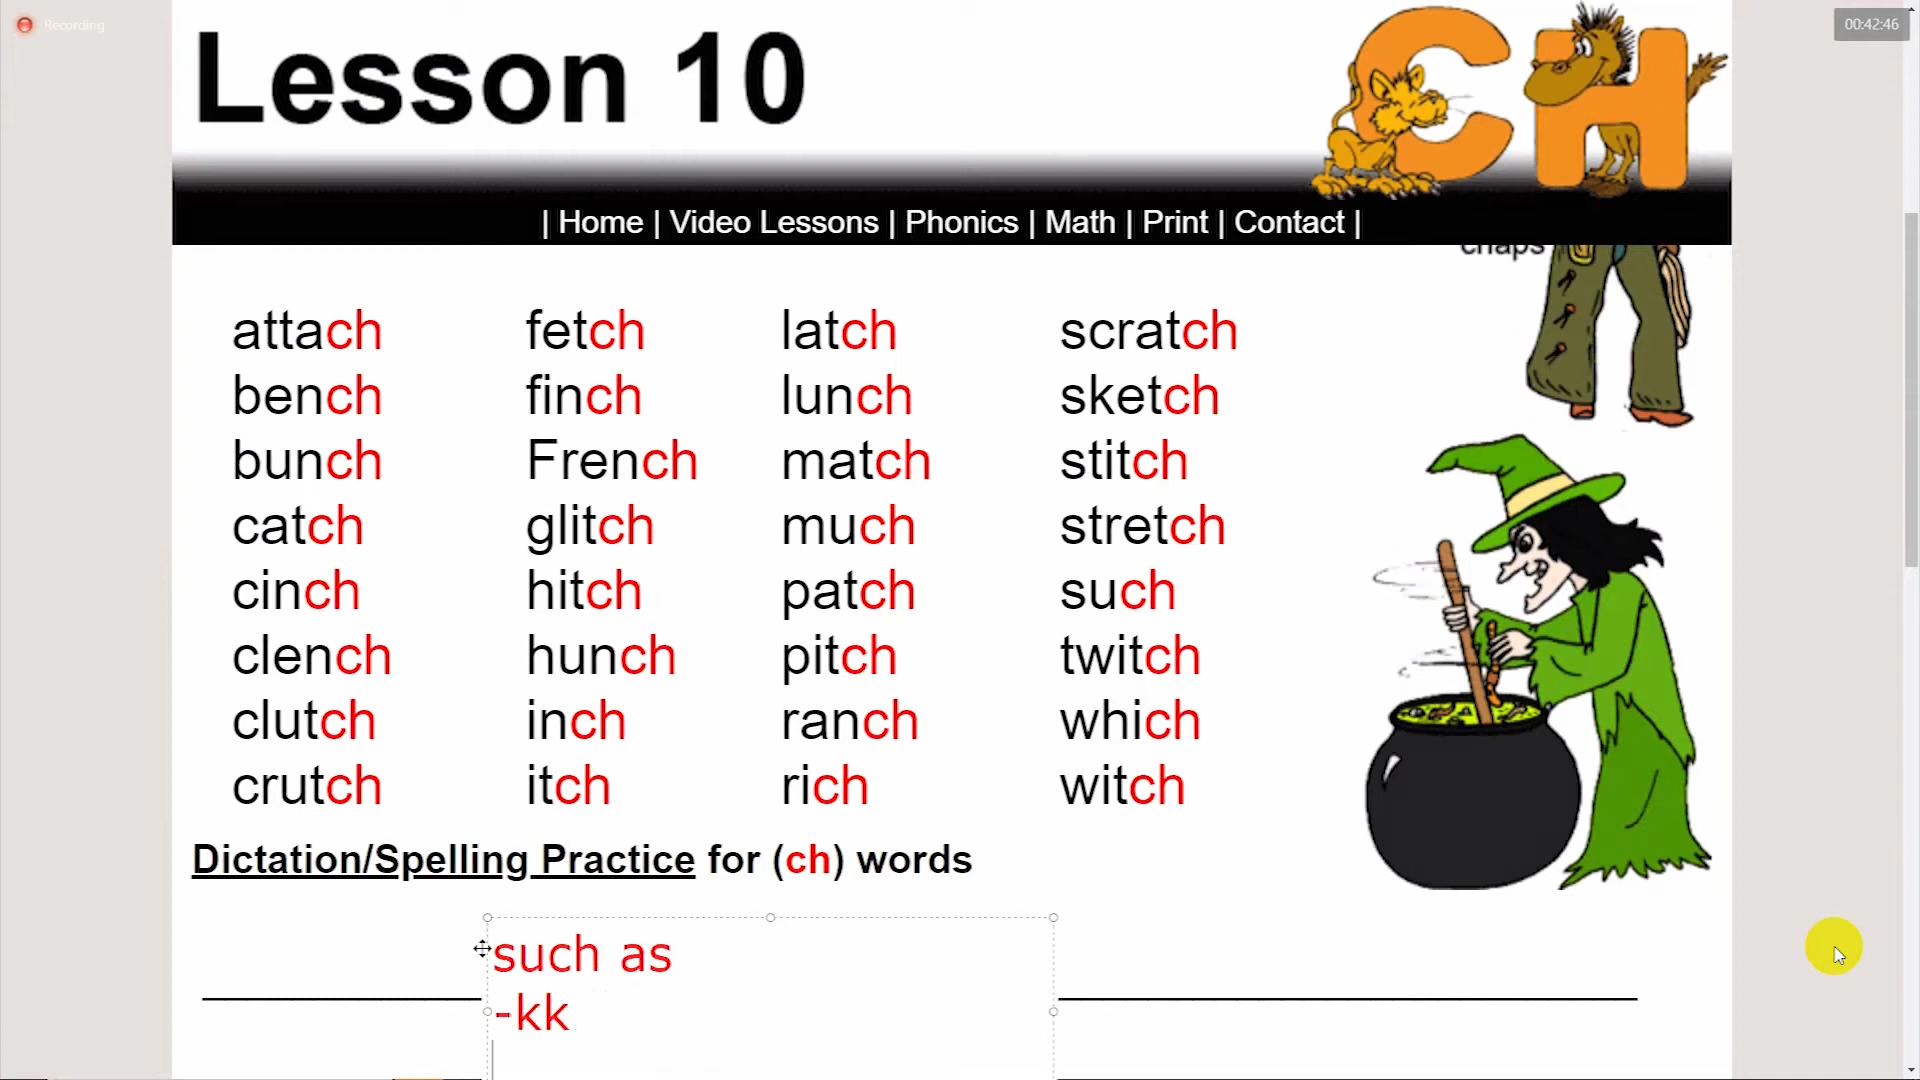 Recording
00:42:46
Lesson 10
CH
| Home | Video Lessons | Phonics | Math | Print | Contact |
chaps
attach fetch latch scratch
bench finch lunch sketch
bunch French match stitch
catch glitch much stretch
cinch hitch patch such
clench hunch pitch twitch
clutch inch ranch which
crutch itch rich witch
Dictation/Spelling Practice for (ch) words
such as
-kk